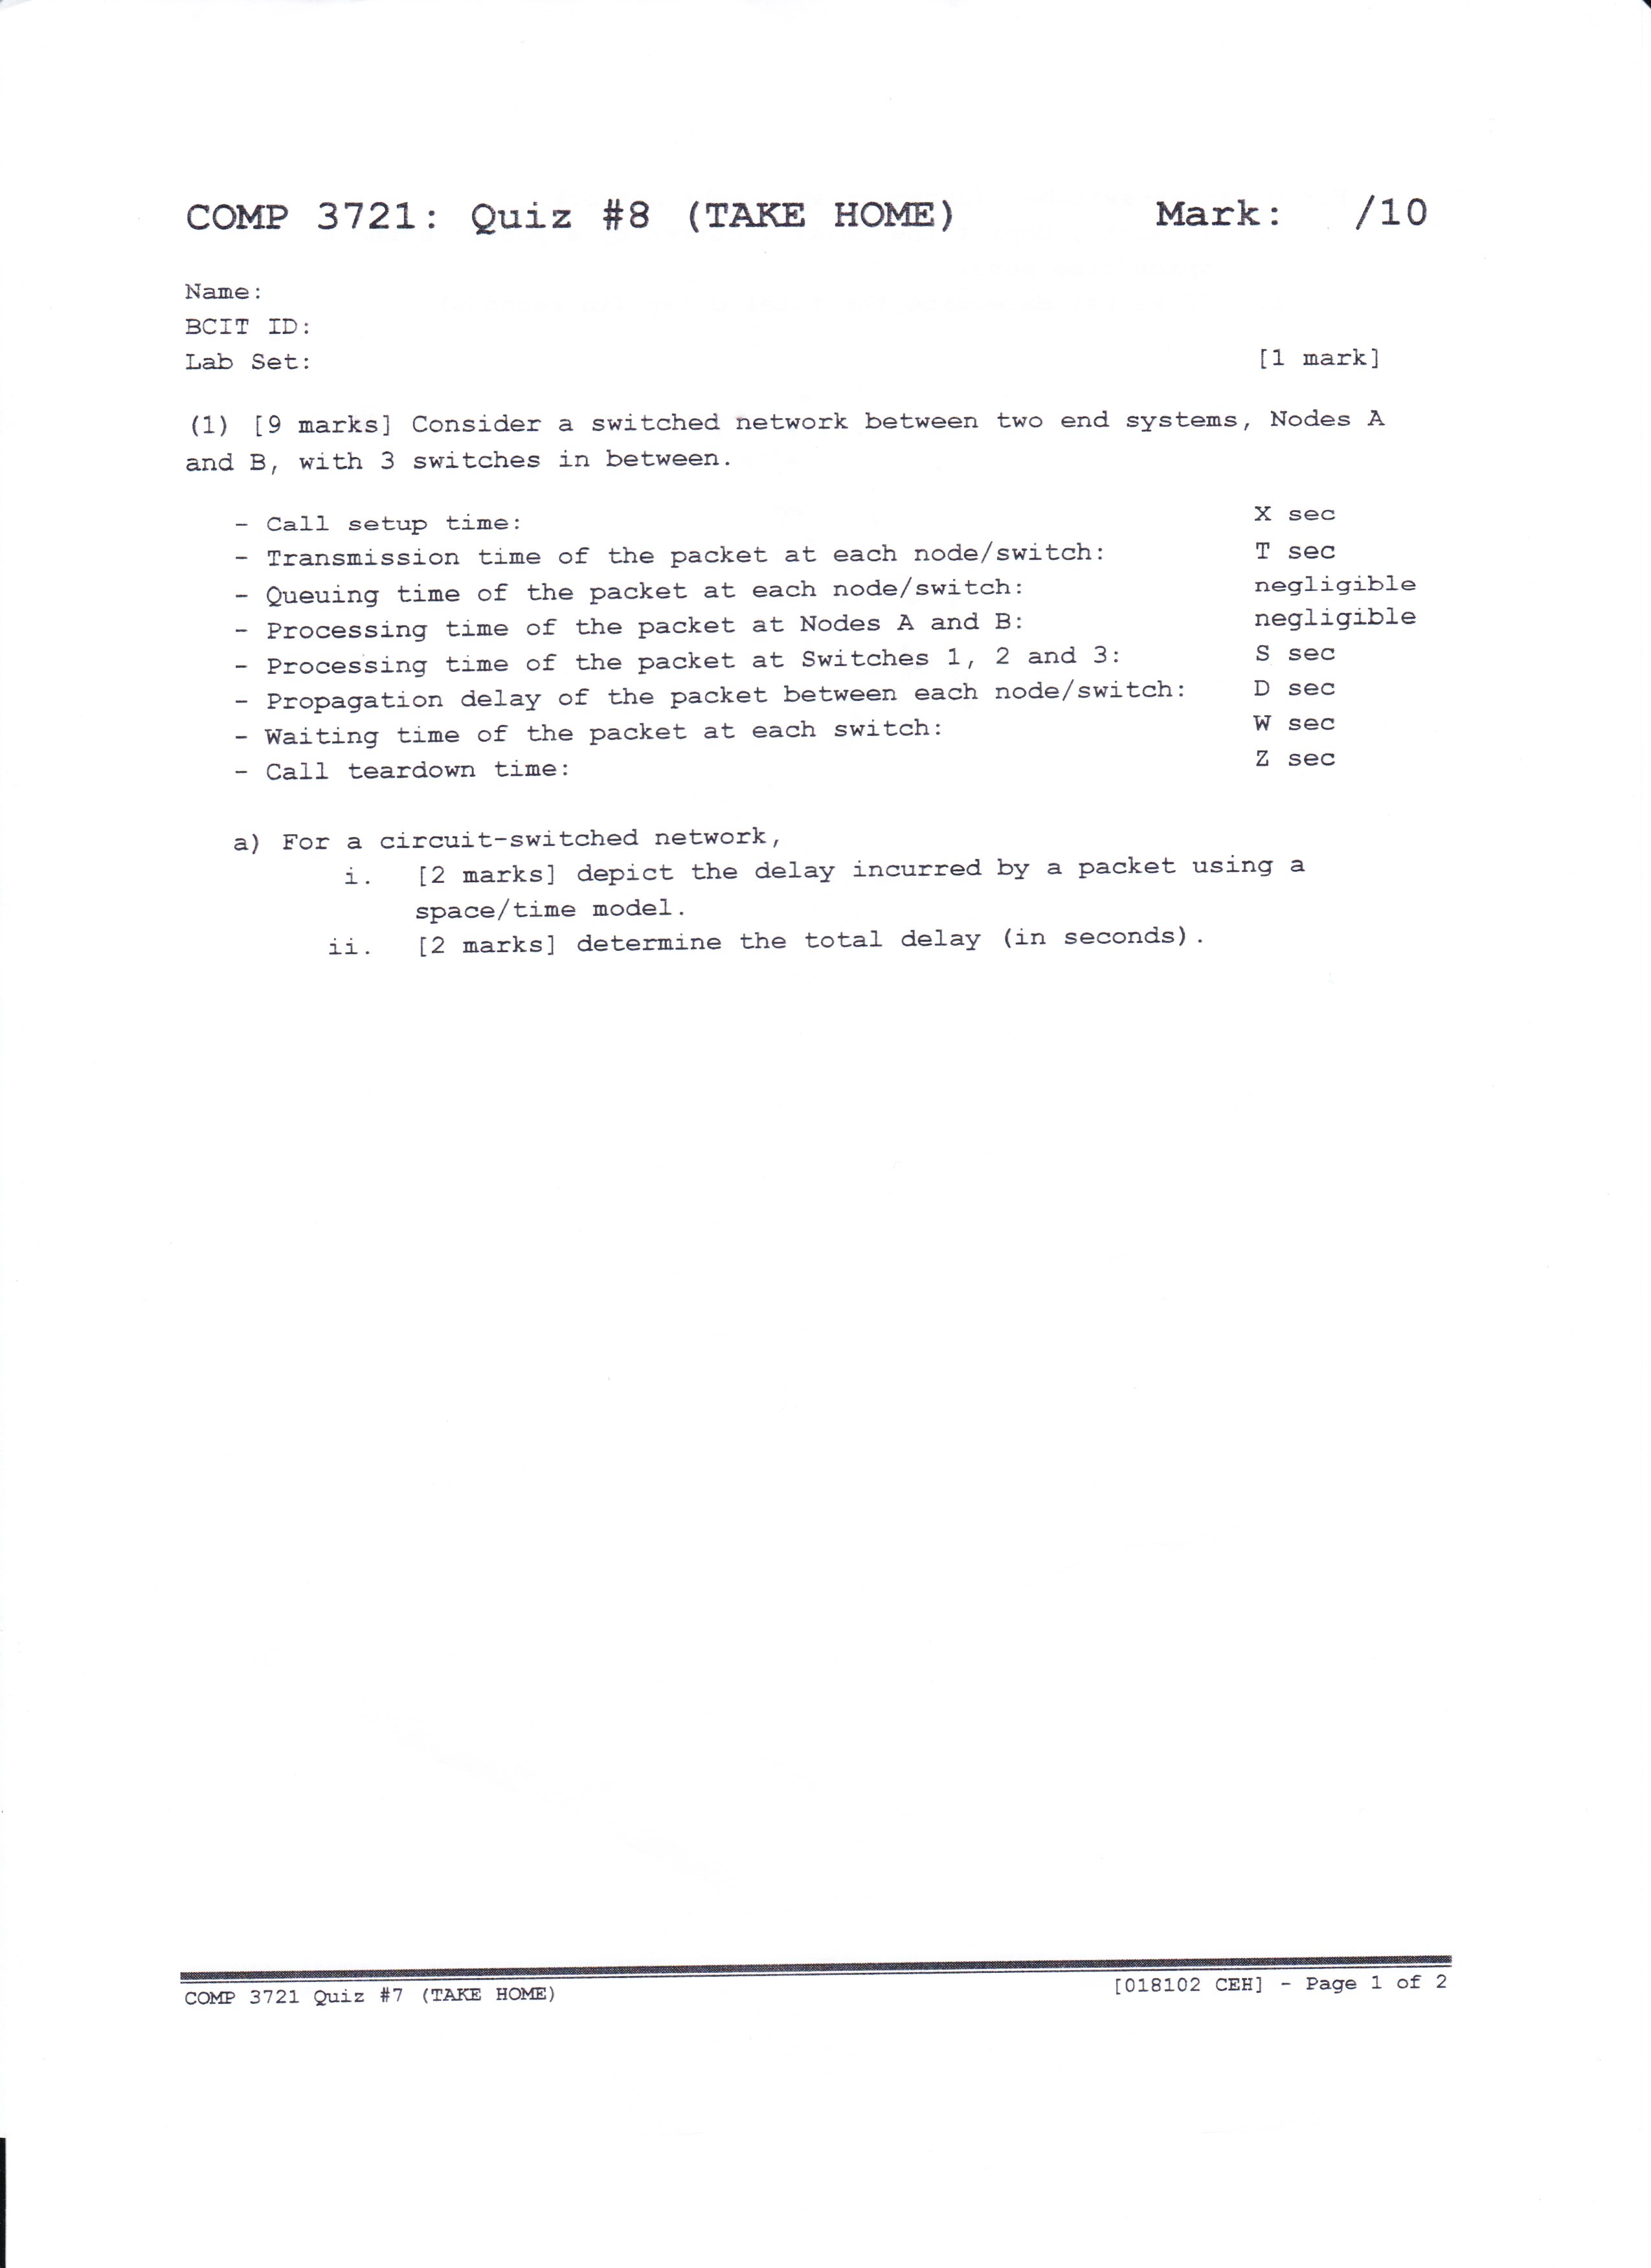 COMP 3721: Quiz #8 (TAKE HOME) Mark: /10
Name:
BCIT ID:
Lab Set: [1 mark]
(1) [9 marks] Consider a switched network between two end systems, Nodes A
and B, with 3 switches in between.
- Call setup time: X sec
- Transmission time of the packet at each node/switch: T sec
- Queuing time of the packet at each node/switch: negligible
- Processing time of the packet at Nodes A and B: negligible
- Processing time of the packet at Switches 1, 2 and 3: S sec
- Propagation delay of the packet between each node/switch: D sec
- Waiting time of the packet at each switch: W sec
- Call teardown time: Z sec
a) For a circuit-switched network,
i. [2 marks] depict the delay incurred by a packet using a
space/time model.
ii. [2 marks] determine the total delay (in seconds).
COMP 3721 Quiz #7 (TAKE HOME) [018102 CEH] - Page 1 of 2